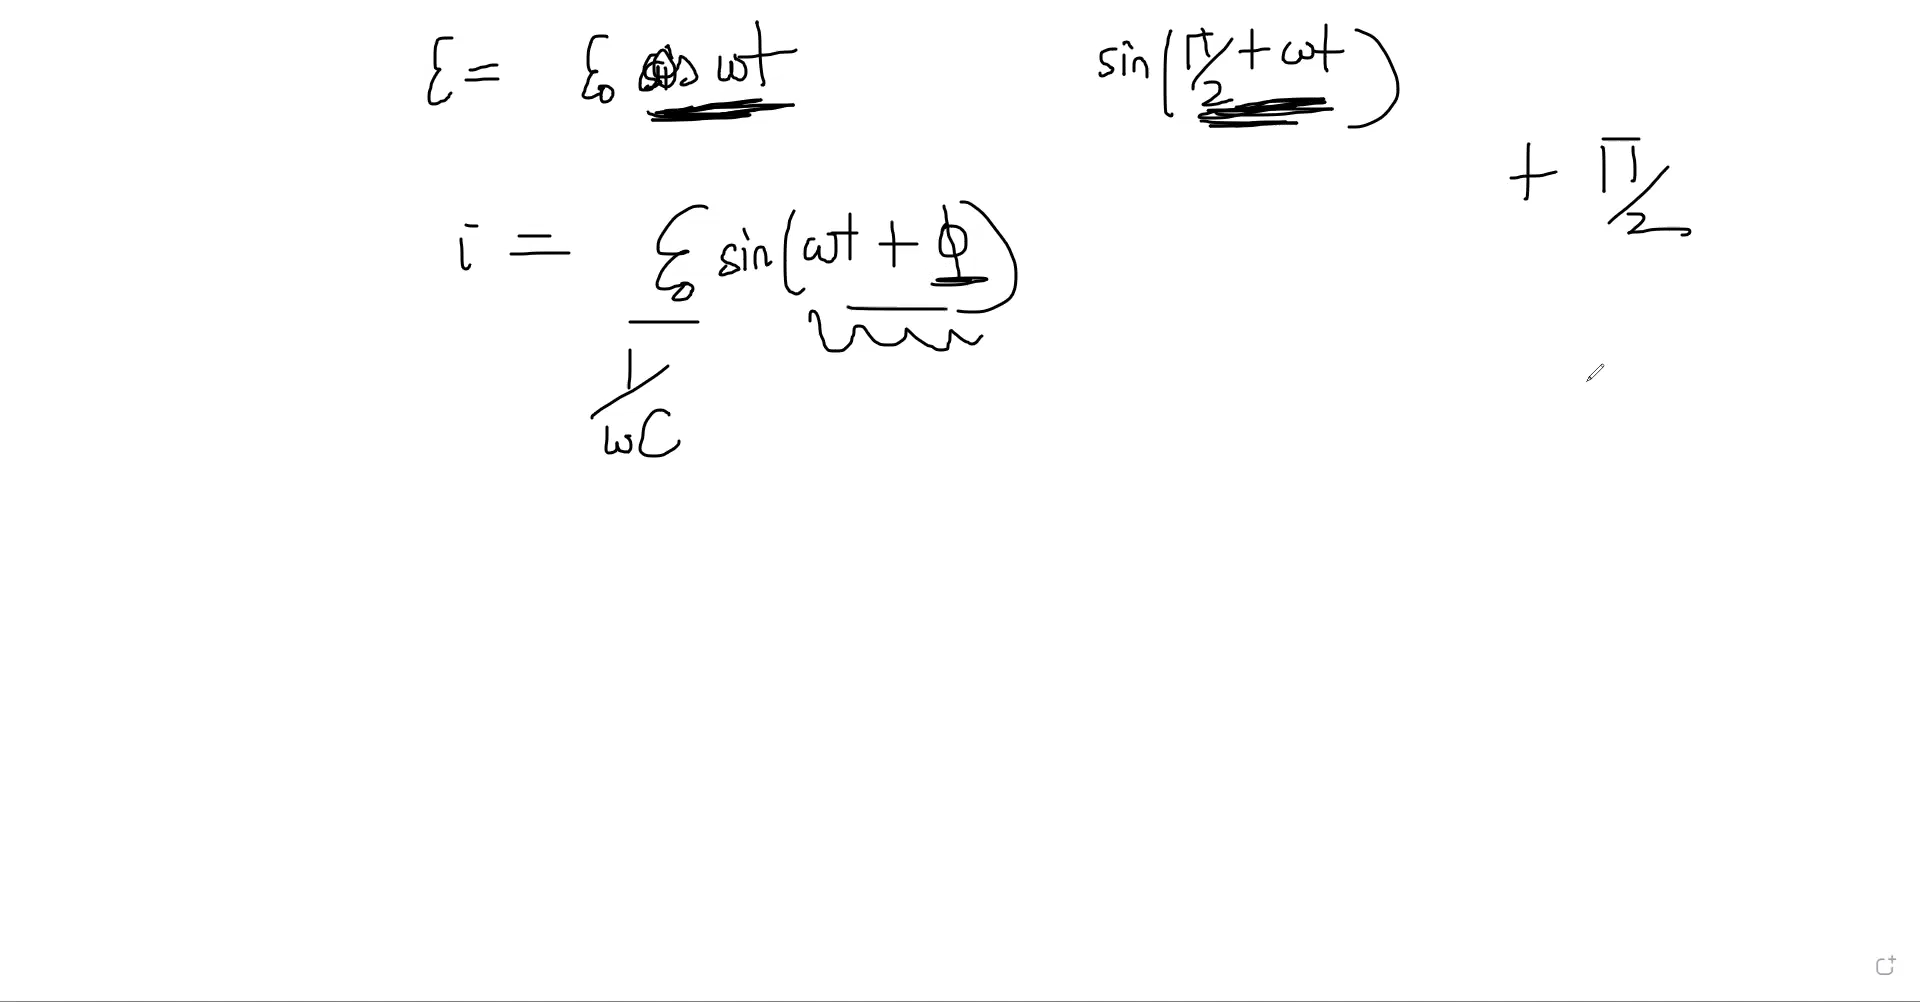 ε = ε₀ cos ωt
sin(π/2 + ωt)
+ π/2
i = ε₀ sin(ωt + φ)
1/ωC